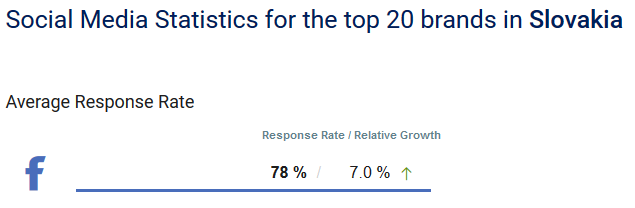 Social Media Statistics for the top 20 brands in Slovakia
Average Response Rate
Response Rate / Relative Growth
78 % / 7.0 % ↑